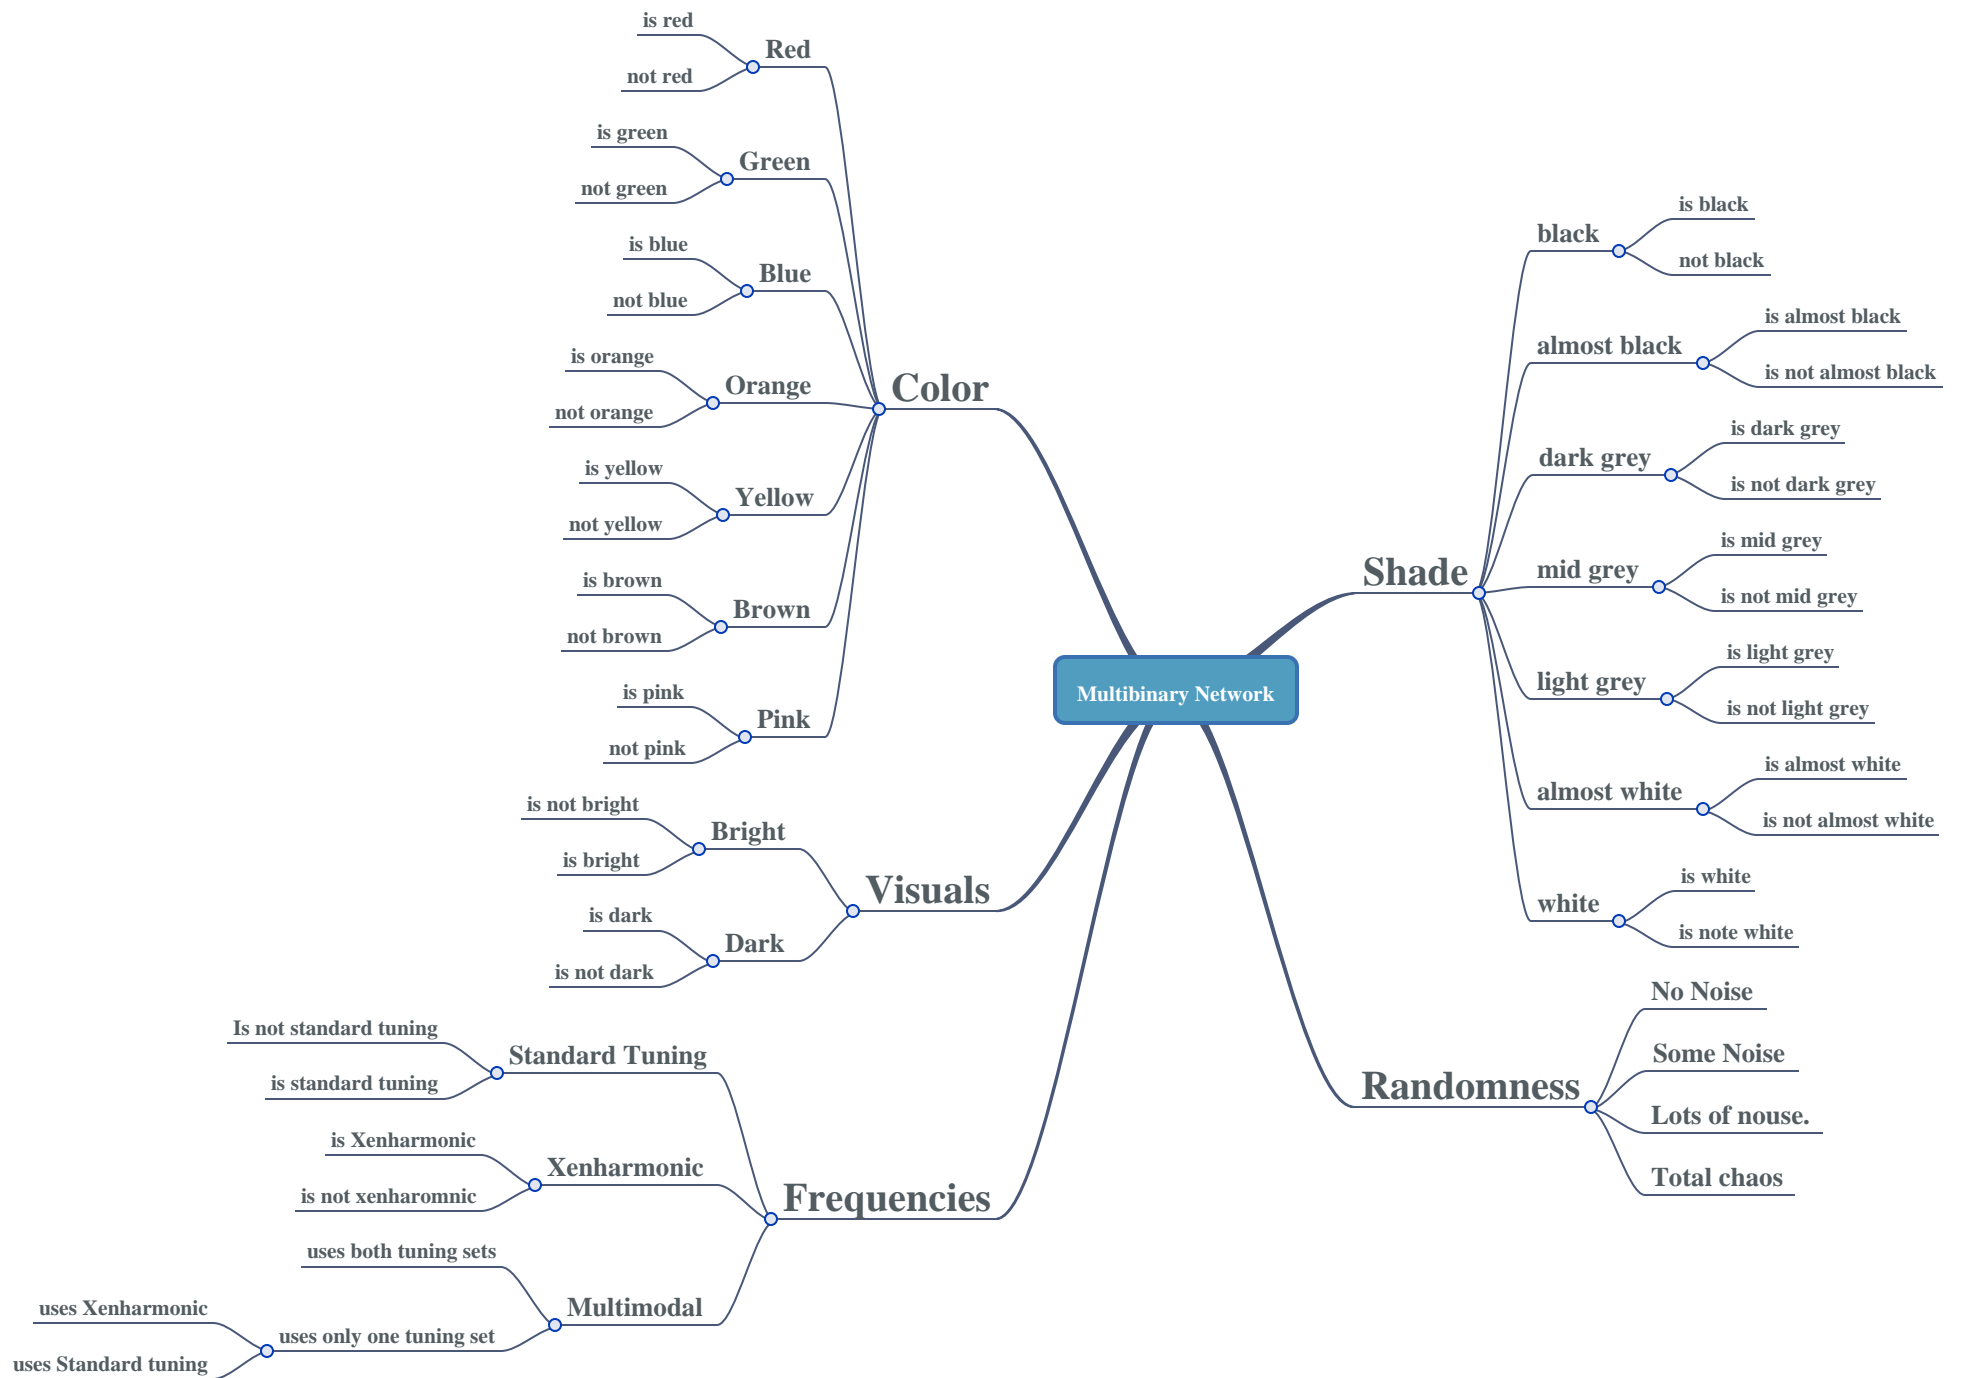 Multibinary Network
Color
Red
is red
not red
Green
is green
not green
Blue
is blue
not blue
Orange
is orange
not orange
Yellow
is yellow
not yellow
Brown
is brown
not brown
Pink
is pink
not pink
Visuals
Bright
is not bright
is bright
Dark
is dark
is not dark
Frequencies
Standard Tuning
Is not standard tuning
is standard tuning
Xenharmonic
is Xenharmonic
is not xenharomnic
Multimodal
uses both tuning sets
uses only one tuning set
uses Xenharmonic
uses Standard tuning
Shade
black
is black
not black
almost black
is almost black
is not almost black
dark grey
is dark grey
is not dark grey
mid grey
is mid grey
is not mid grey
light grey
is light grey
is not light grey
almost white
is almost white
is not almost white
white
is white
is note white
Randomness
No Noise
Some Noise
Lots of nouse.
Total chaos